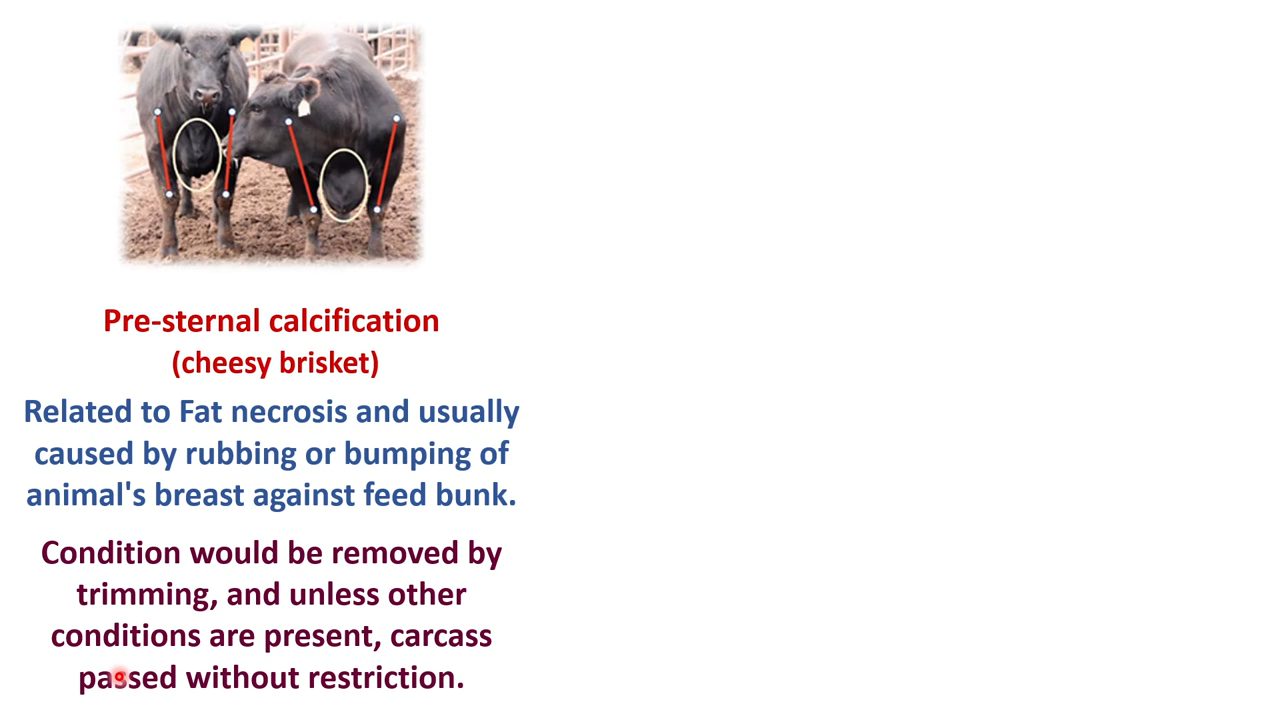 Pre-sternal calcification
(cheesy brisket)
Related to Fat necrosis and usually
caused by rubbing or bumping of
animal's breast against feed bunk.
Condition would be removed by
trimming, and unless other
conditions are present, carcass
passed without restriction.